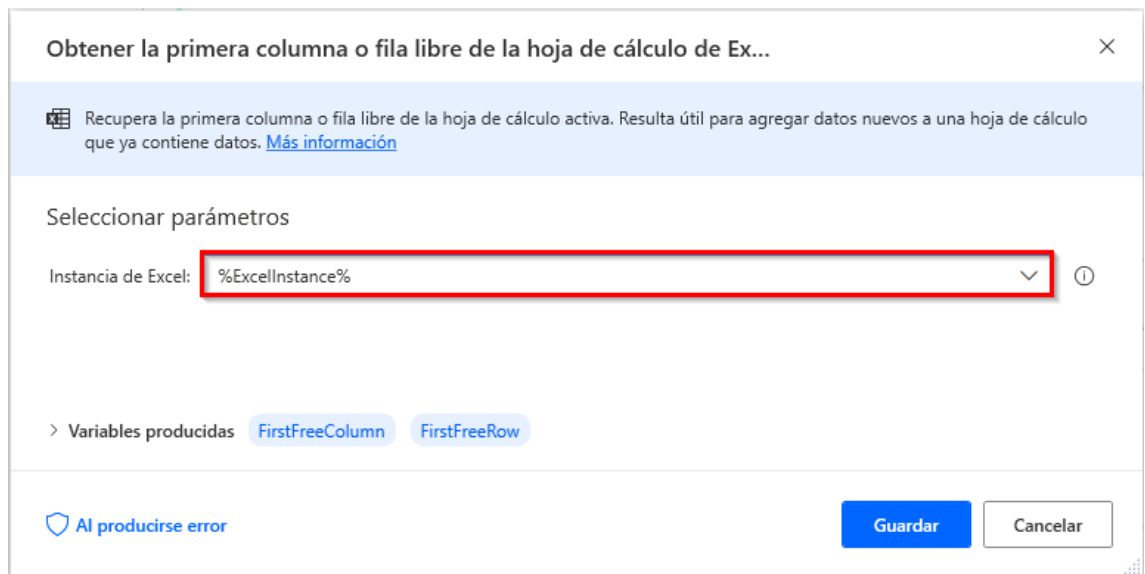 Obtener la primera columna o fila libre de la hoja de cálculo de Ex...
Recupera la primera columna o fila libre de la hoja de cálculo activa. Resulta útil para agregar datos nuevos a una hoja de cálculo
que ya contiene datos. Más información
Seleccionar parámetros
Instancia de Excel: %ExcelInstance%
Variables producidas FirstFreeColumn FirstFreeRow
Al producirse error Guardar Cancelar